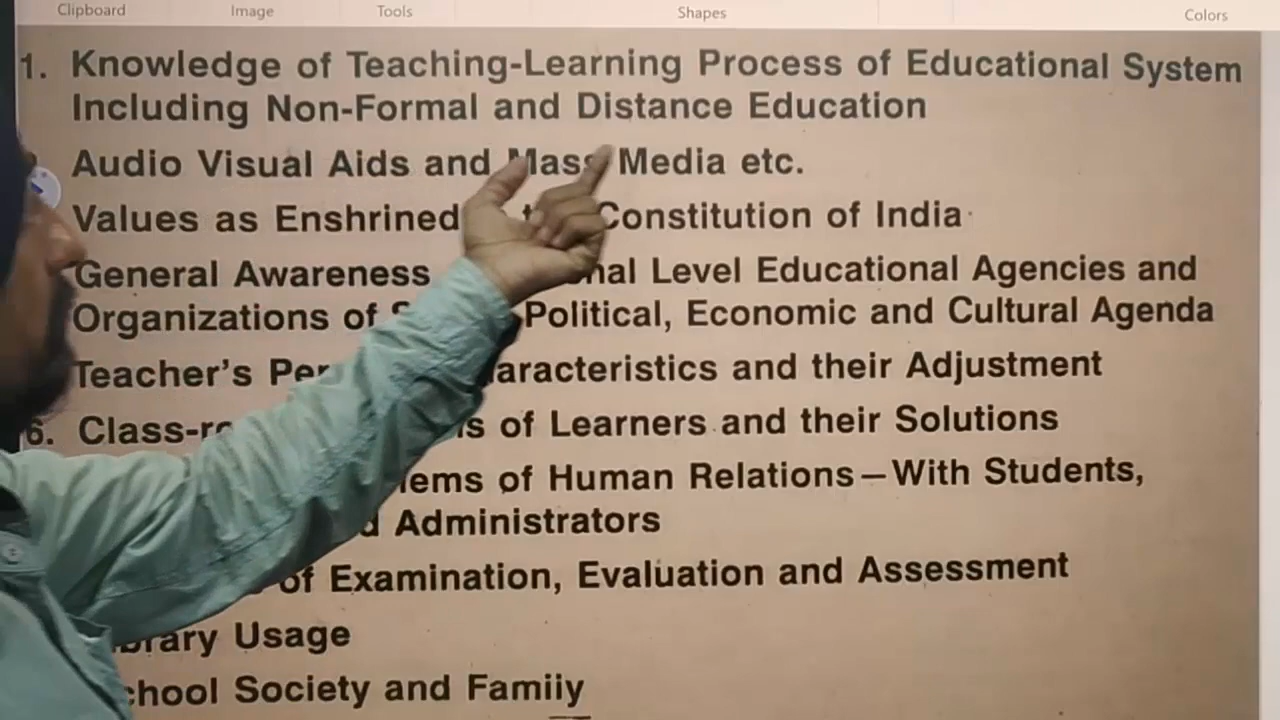 Clipboard Image Tools Shapes Colors
1. Knowledge of Teaching-Learning Process of Educational System
Including Non-Formal and Distance Education
Audio Visual Aids and Mass Media etc.
Values as Enshrined Constitution of India
General Awareness Level Educational Agencies and
Organizations of Political, Economic and Cultural Agenda
Teacher's and their Adjustment
6. of Learners and their Solutions
of Human Relations—With Students,
Administrators
of Examination, Evaluation and Assessment
Usage
Society and Famiiy